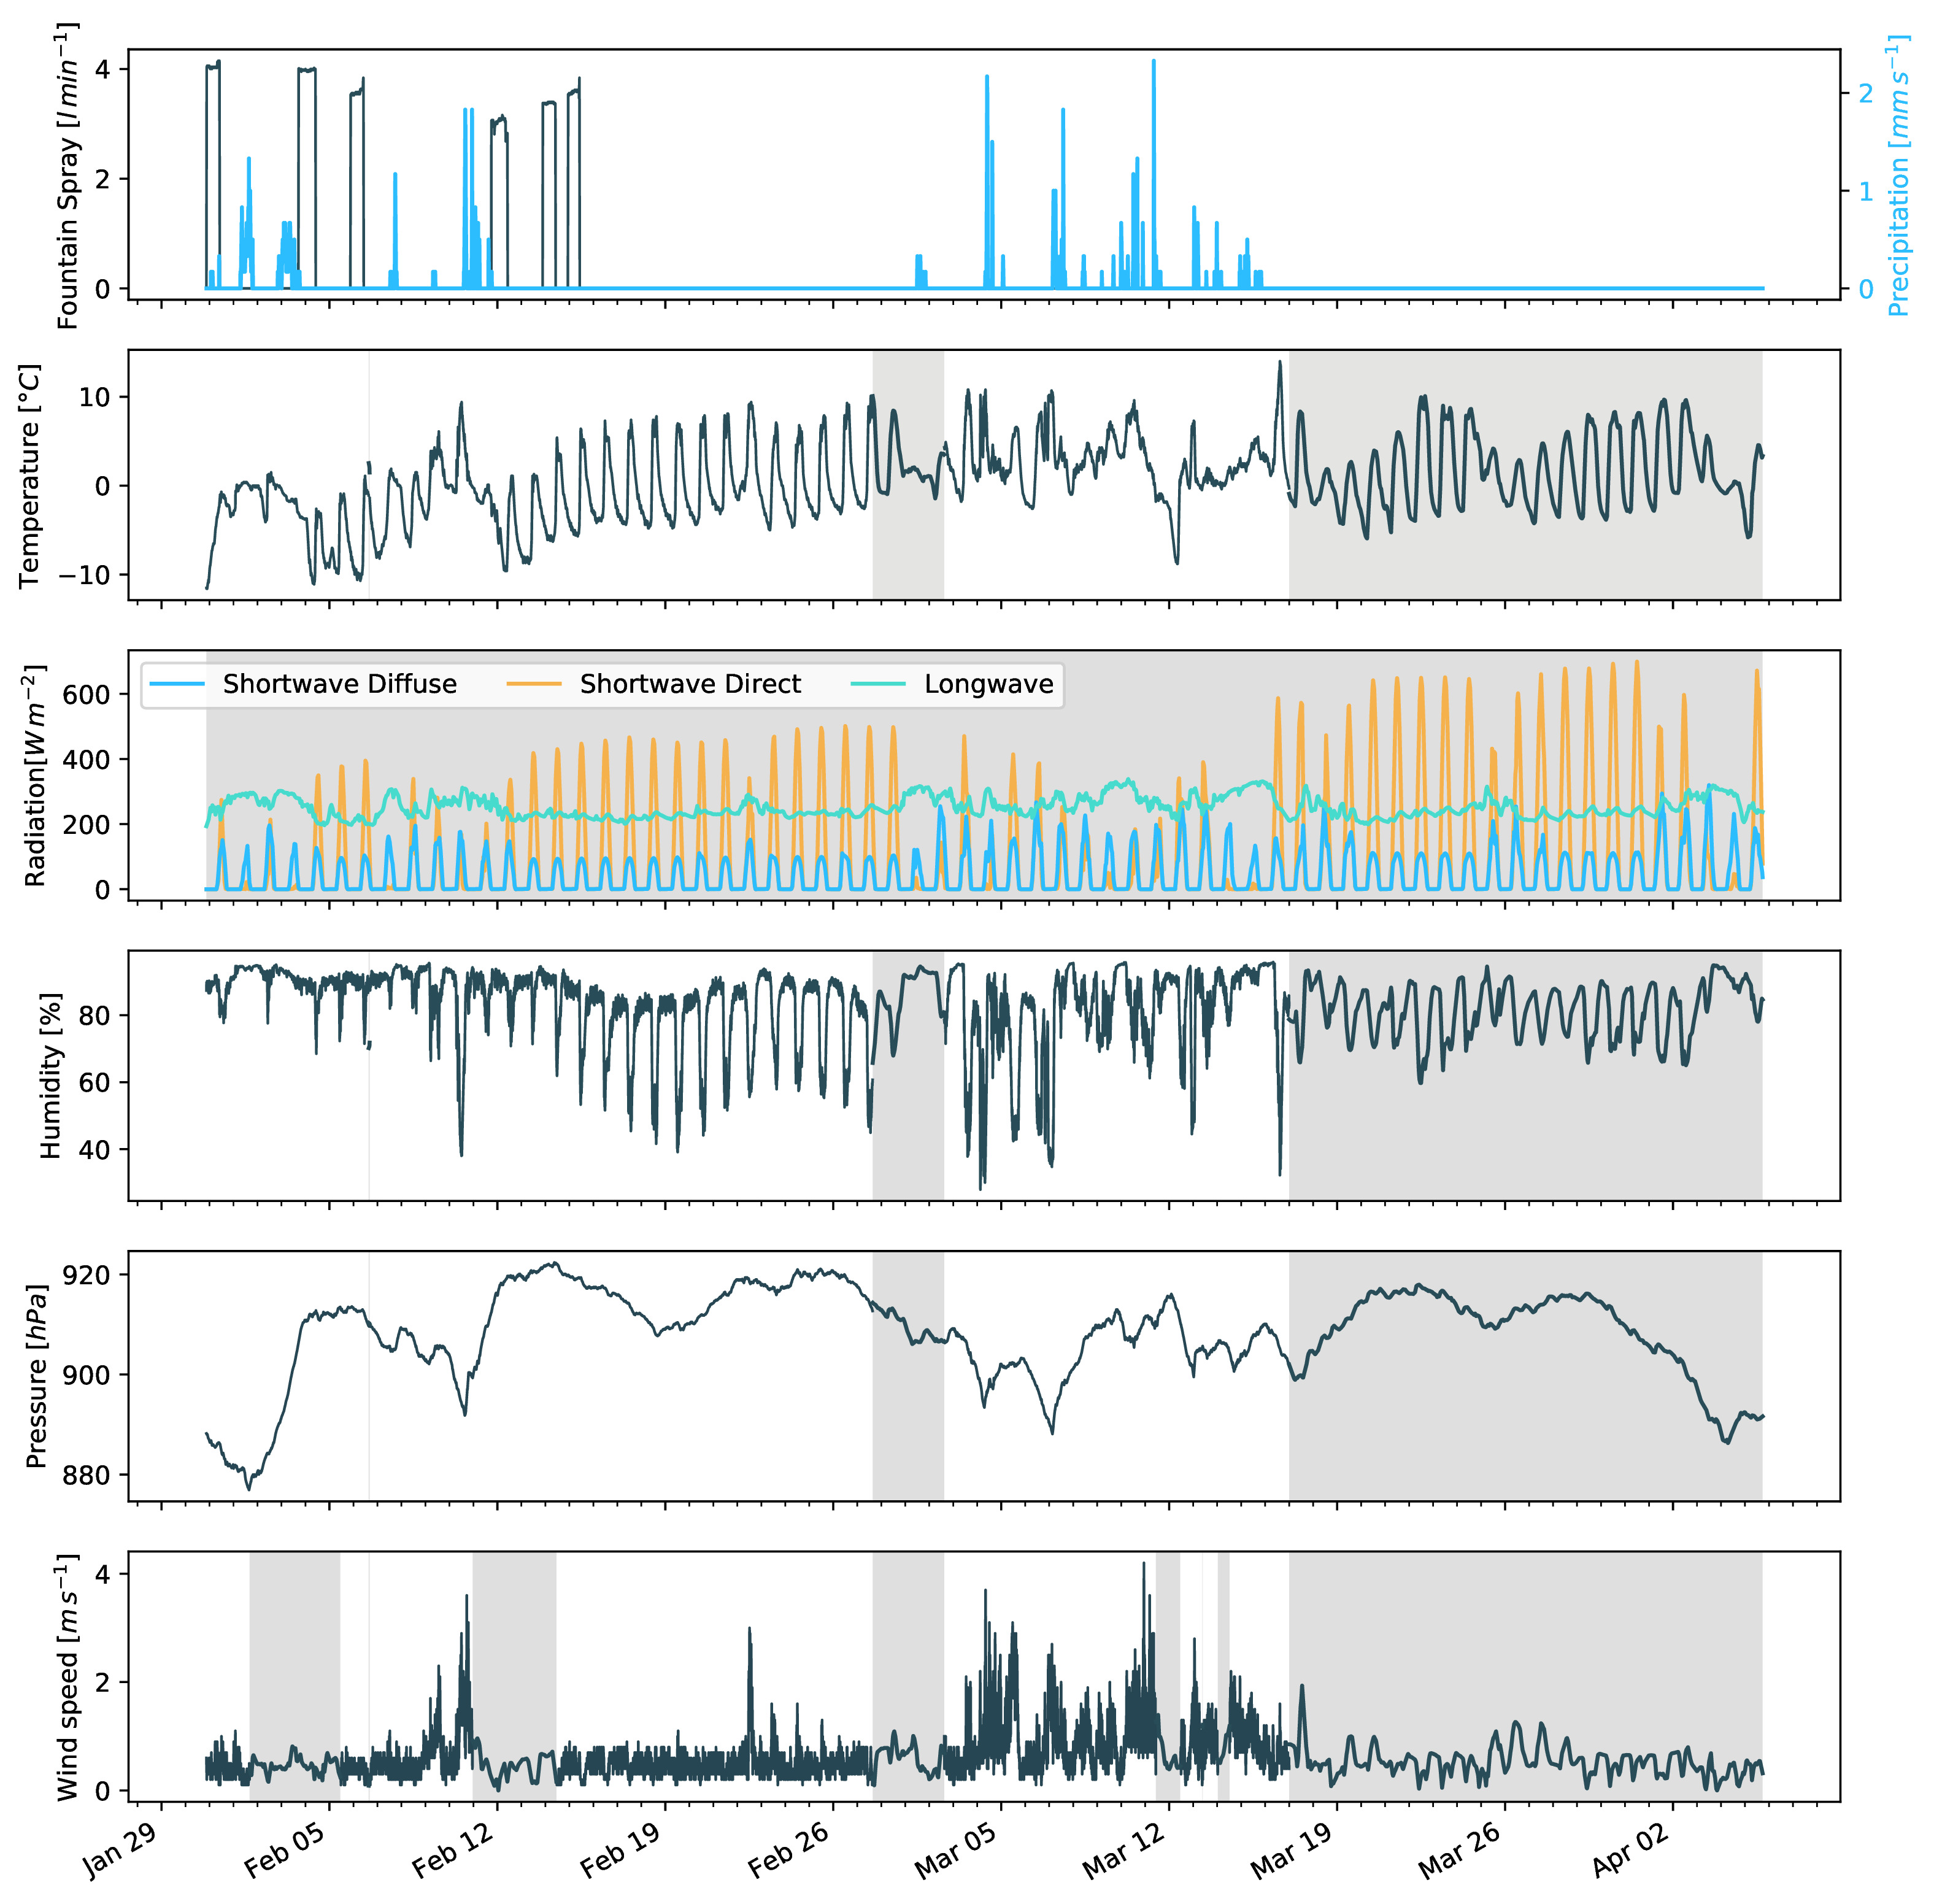 Fountain Spray [l min⁻¹]
4
2
0
2
1
0
Precipitation [mm s⁻¹]
Temperature [°C]
10
0
−10
Radiation[W m⁻²]
600
400
200
0
Shortwave Diffuse
Shortwave Direct
Longwave
Humidity [%]
80
60
40
Pressure [hPa]
920
900
880
Wind speed [m s⁻¹]
4
2
0
Jan 29
Feb 05
Feb 12
Feb 19
Feb 26
Mar 05
Mar 12
Mar 19
Mar 26
Apr 02